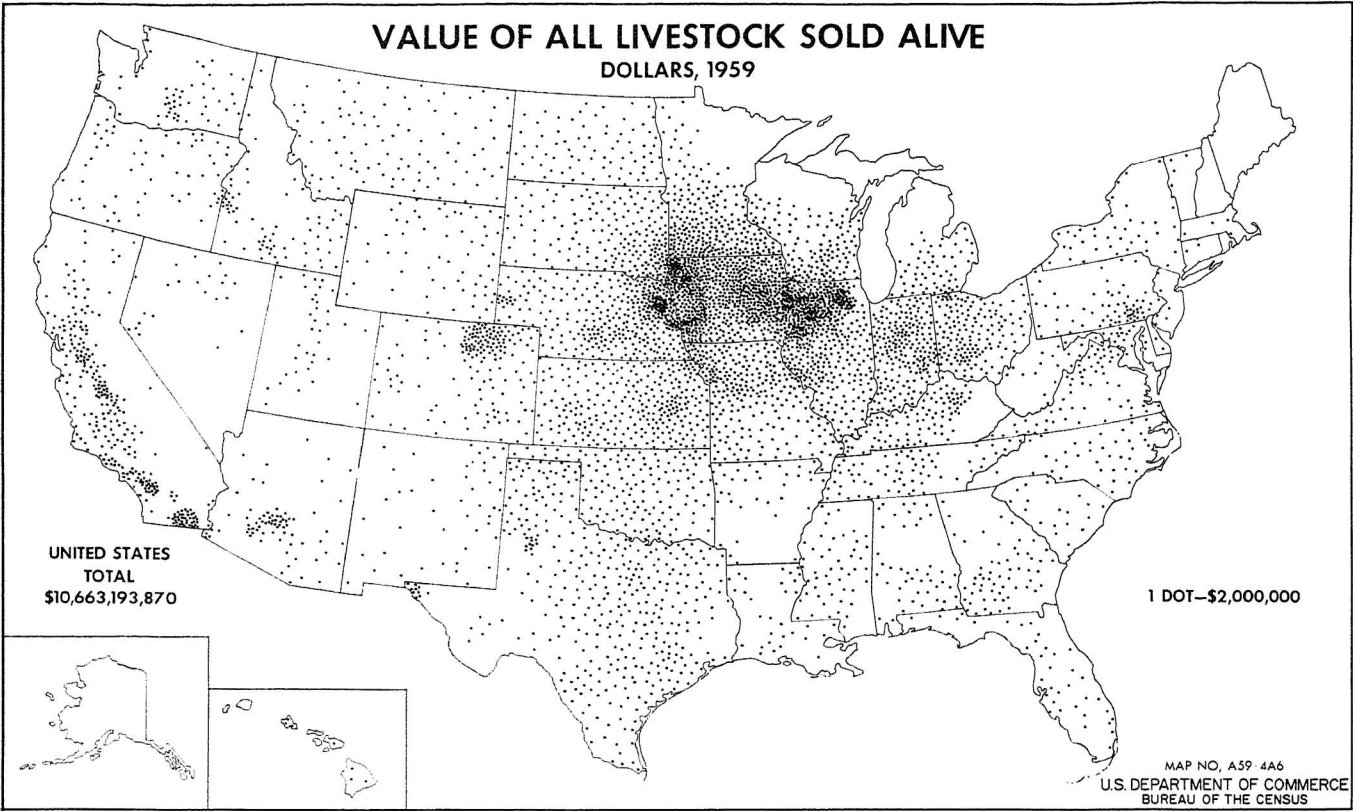 VALUE OF ALL LIVESTOCK SOLD ALIVE
DOLLARS, 1959
UNITED STATES
TOTAL
$10,663,193,870
1 DOT—$2,000,000
MAP NO, A59-4A6
U.S. DEPARTMENT OF COMMERCE
BUREAU OF THE CENSUS